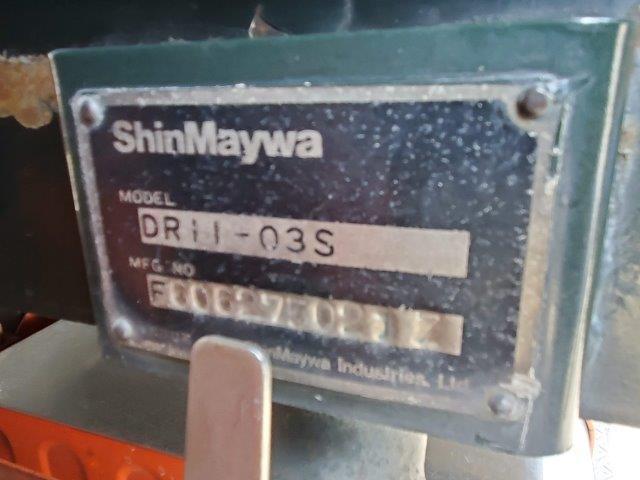 ShinMaywa
MODEL
DR11-03S
MFG NO
Industries, Ltd.